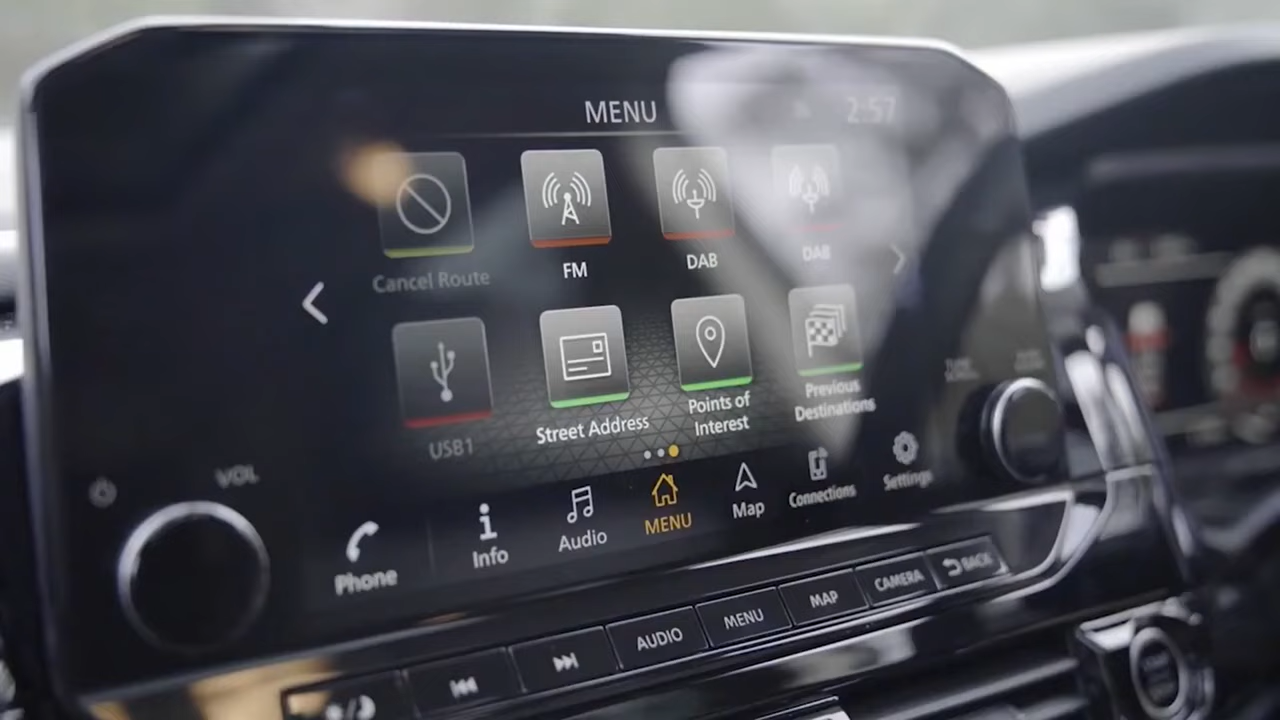 MENU
2:57
Cancel Route
FM
DAB
DAB
USB1
Street Address
Points of
Interest
Previous
Destinations
VOL
Phone
Info
Audio
MENU
Map
Connections
Settings
AUDIO
MENU
MAP
CAMERA
BACK